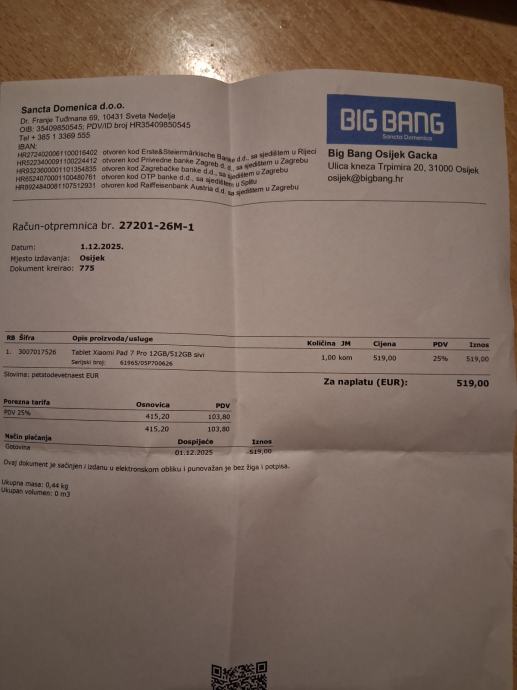 Sancta Domenica d.o.o.
Dr. Franje Tuđmana 69, 10431 Sveta Nedelja
OIB: 35409850545; PDV/ID broj HR35409850545
Tel + 385 1 3369 555
IBAN:
HR2724020061100016402 otvoren kod Erste&Steiermärkische Banke d.d., sa sjedištem u Rijeci
HR5223400091100224412 otvoren kod Privredne banke Zagreb d.d., sa sjedištem u Zagrebu
HR9323600001101354835 otvoren kod Zagrebačke banke d.d., sa sjedištem u Zagrebu
HR6524070001100480761 otvoren kod OTP banke d.d., sa sjedištem u Splitu
HR0924840081107512931 otvoren kod Raiffeisenbank Austria d.d., sa sjedištem u Zagrebu
BIG BANG
Sancta Domenica
Big Bang Osijek Gacka
Ulica kneza Trpimira 20, 31000 Osijek
osijek@bigbang.hr
Račun-otpremnica br. 27201-26M-1
Datum: 1.12.2025.
Mjesto izdavanja: Osijek
Dokument kreirao: 775
RB Šifra Opis proizvoda/usluge Količina JM Cijena PDV Iznos
1. 3007017526 Tablet Xiaomi Pad 7 Pro 12GB/512GB sivi 1,00 kom 519,00 25% 519,00
Serijski broj: 61965/05P700626
Slovima: petstodevetnaest EUR
Za naplatu (EUR): 519,00
Porezna tarifa Osnovica PDV
PDV 25% 415,20 103,80
415,20 103,80
Način plaćanja Dospijeće Iznos
Gotovina 01.12.2025 519,00
Ovaj dokument je sačinjen i izdan u elektronskom obliku i punovažan je bez žiga i potpisa.
Ukupna masa: 0,44 kg
Ukupan volumen: 0 m3